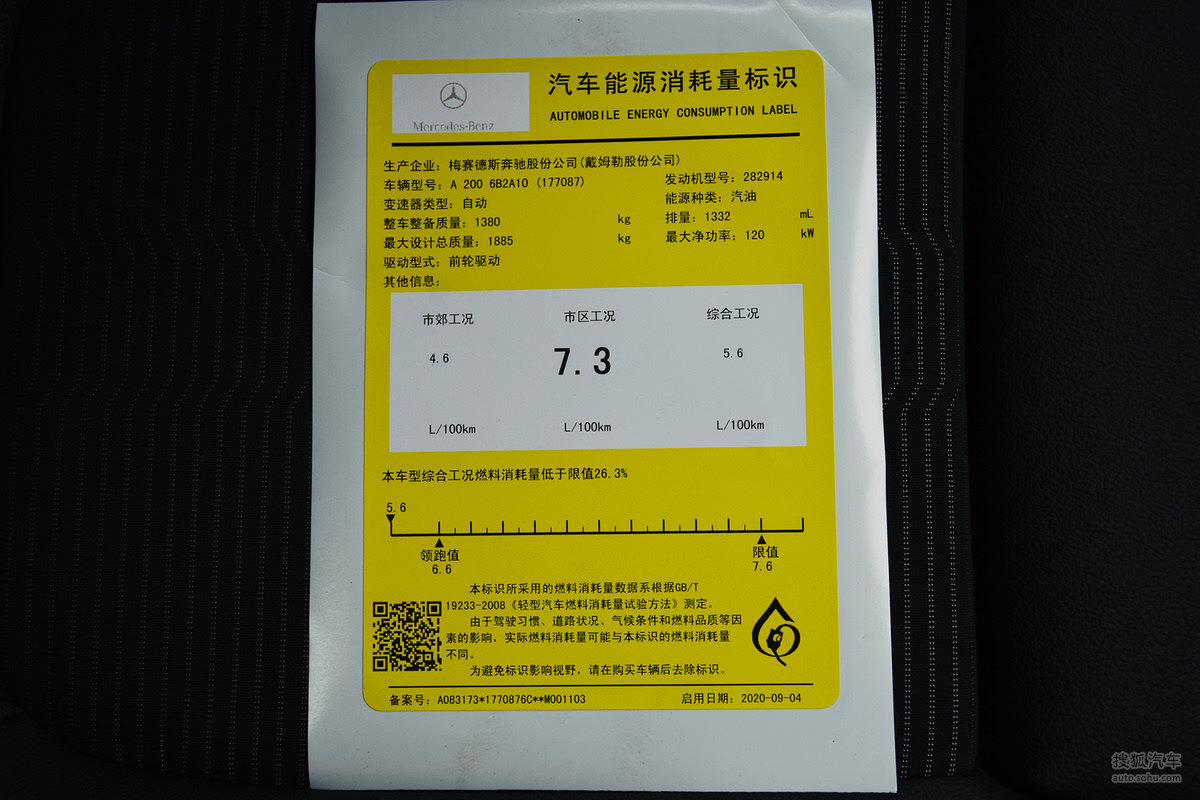 Mercedes-Benz
汽车能源消耗量标识
AUTOMOBILE ENERGY CONSUMPTION LABEL
生产企业：梅赛德斯奔驰股份公司(戴姆勒股份公司)
车辆型号：A 200 6B2A10 (177087)
发动机型号：282914
变速器类型：自动
能源种类：汽油
整车整备质量：1380 kg
排量：1332 mL
最大设计总质量：1885 kg
最大净功率：120 kW
驱动型式：前轮驱动
其他信息：
市郊工况 市区工况 综合工况
4.6 7.3 5.6
L/100km L/100km L/100km
本车型综合工况燃料消耗量低于限值26.3%
5.6
领跑值 限值
6.6 7.6
本标识所采用的燃料消耗量数据系根据GB/T
19233-2008《轻型汽车燃料消耗量试验方法》测定。
由于驾驶习惯、道路状况、气候条件和燃料品质等因
素的影响，实际燃料消耗量可能与本标识的燃料消耗量
不同。
为避免标识影响视野，请在购买车辆后去除标识。
备案号：A083173*1770876C**M001103 启用日期：2020-09-04
搜狐汽车
auto.sohu.com